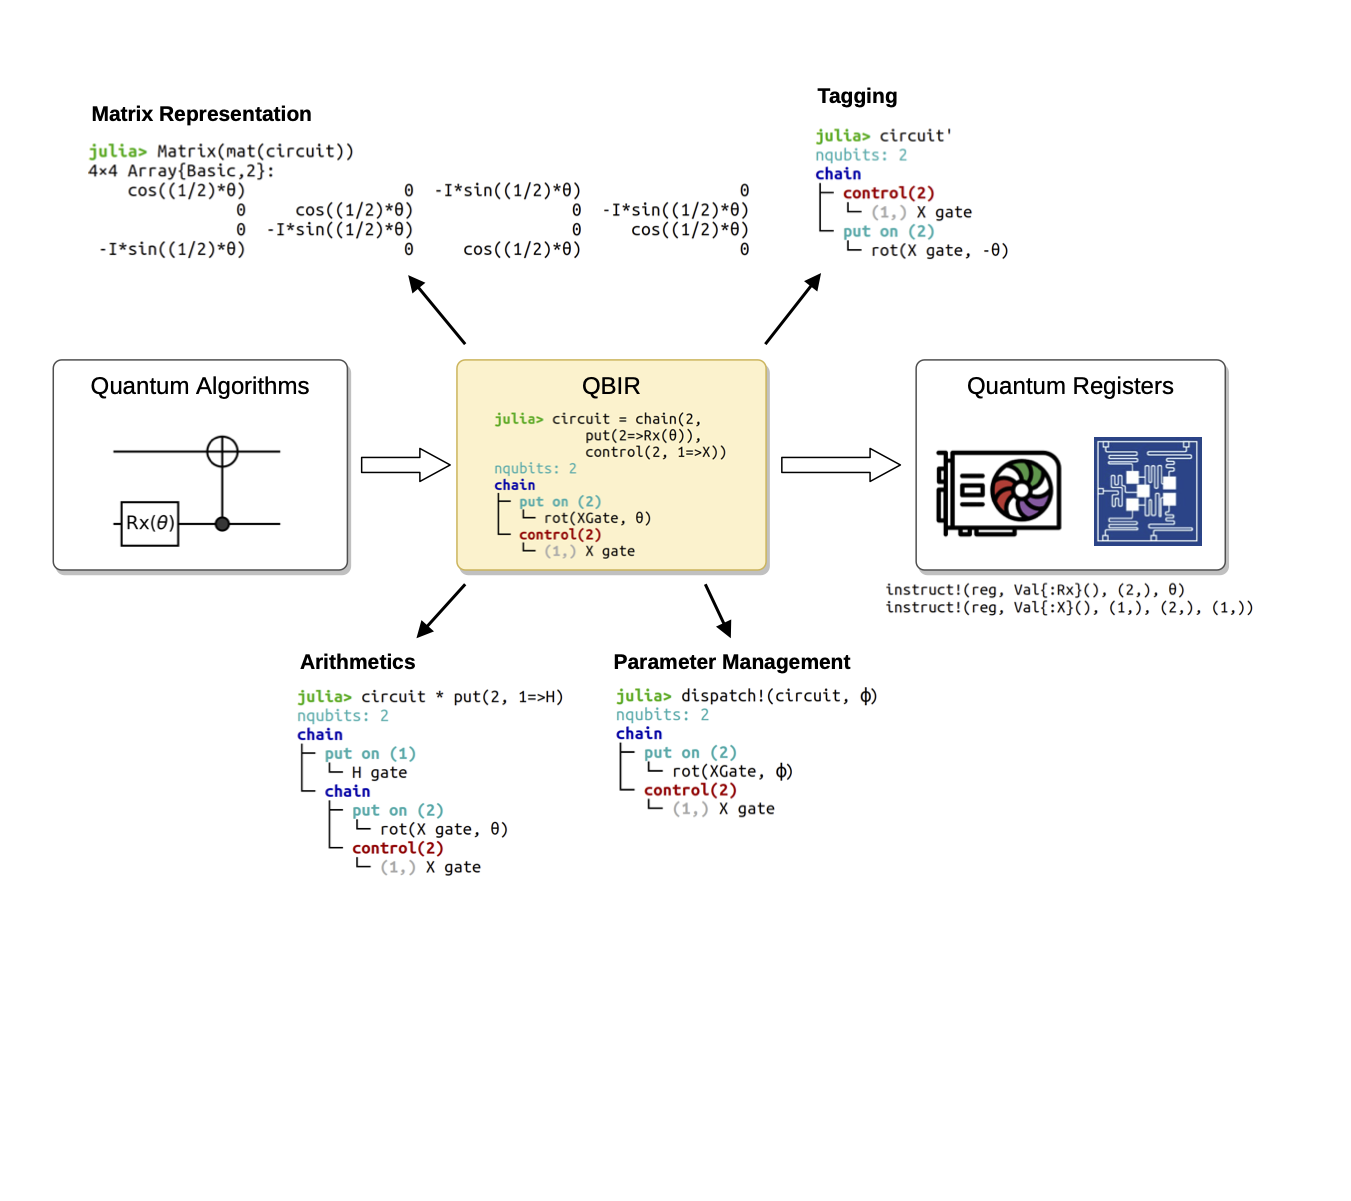 Matrix Representation
julia> Matrix(mat(circuit))
4×4 Array{Basic,2}:
cos((1/2)*θ) 0 -I*sin((1/2)*θ) 0
0 cos((1/2)*θ) 0 -I*sin((1/2)*θ)
0 -I*sin((1/2)*θ) 0 cos((1/2)*θ)
-I*sin((1/2)*θ) 0 cos((1/2)*θ) 0
Tagging
julia> circuit'
nqubits: 2
chain
├─ control(2)
│  └─ (1,) X gate
└─ put on (2)
   └─ rot(X gate, -θ)
Quantum Algorithms
Rx(θ)
QBIR
julia> circuit = chain(2,
put(2=>Rx(θ)),
control(2, 1=>X))
nqubits: 2
chain
├─ put on (2)
│  └─ rot(XGate, θ)
└─ control(2)
   └─ (1,) X gate
Quantum Registers
instruct!(reg, Val{:Rx}(), (2,), θ)
instruct!(reg, Val{:X}(), (1,), (2,), (1,))
Arithmetics
julia> circuit * put(2, 1=>H)
nqubits: 2
chain
├─ put on (1)
│  └─ H gate
└─ chain
   ├─ put on (2)
   │  └─ rot(X gate, θ)
   └─ control(2)
      └─ (1,) X gate
Parameter Management
julia> dispatch!(circuit, ϕ)
nqubits: 2
chain
├─ put on (2)
│  └─ rot(XGate, ϕ)
└─ control(2)
   └─ (1,) X gate